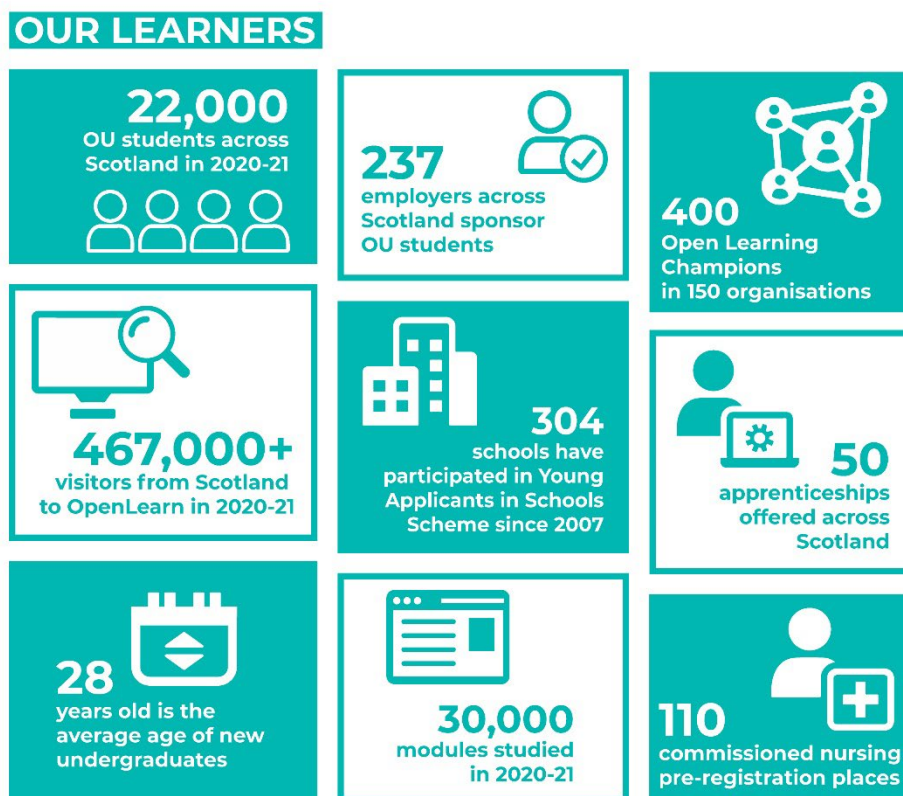 OUR LEARNERS
22,000
OU students across
Scotland in 2020-21
237
employers across
Scotland sponsor
OU students
400
Open Learning
Champions
in 150 organisations
467,000+
visitors from Scotland
to OpenLearn in 2020-21
304
schools have
participated in Young
Applicants in Schools
Scheme since 2007
50
apprenticeships
offered across
Scotland
28
years old is the
average age of new
undergraduates
30,000
modules studied
in 2020-21
110
commissioned nursing
pre-registration places